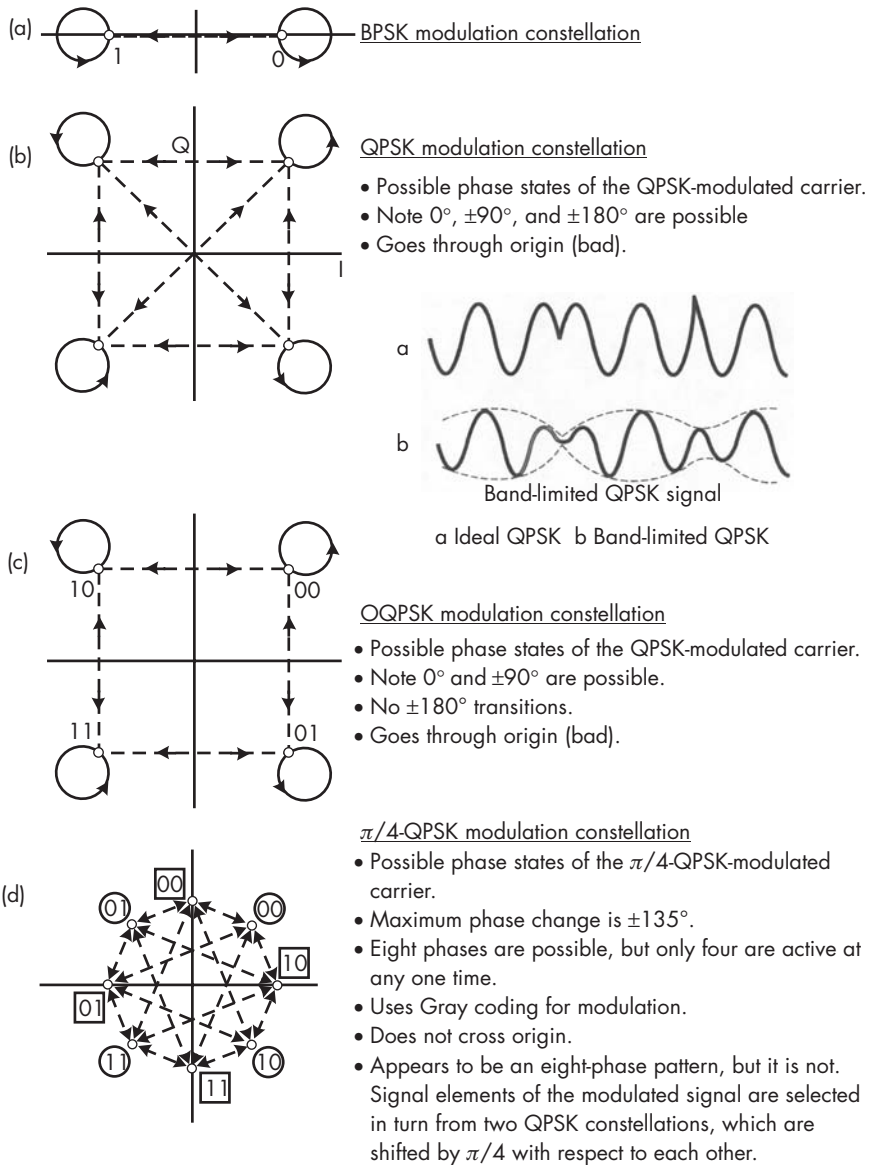 (a)
1
0
BPSK modulation constellation
(b)
Q
I
QPSK modulation constellation
• Possible phase states of the QPSK-modulated carrier.
• Note 0°, ±90°, and ±180° are possible
• Goes through origin (bad).
a
b
Band-limited QPSK signal
a Ideal QPSK b Band-limited QPSK
(c)
10
00
11
01
OQPSK modulation constellation
• Possible phase states of the QPSK-modulated carrier.
• Note 0° and ±90° are possible.
• No ±180° transitions.
• Goes through origin (bad).
(d)
00
01
00
10
01
11
10
11
π/4-QPSK modulation constellation
• Possible phase states of the π/4-QPSK-modulated
carrier.
• Maximum phase change is ±135°.
• Eight phases are possible, but only four are active at
any one time.
• Uses Gray coding for modulation.
• Does not cross origin.
• Appears to be an eight-phase pattern, but it is not.
Signal elements of the modulated signal are selected
in turn from two QPSK constellations, which are
shifted by π/4 with respect to each other.